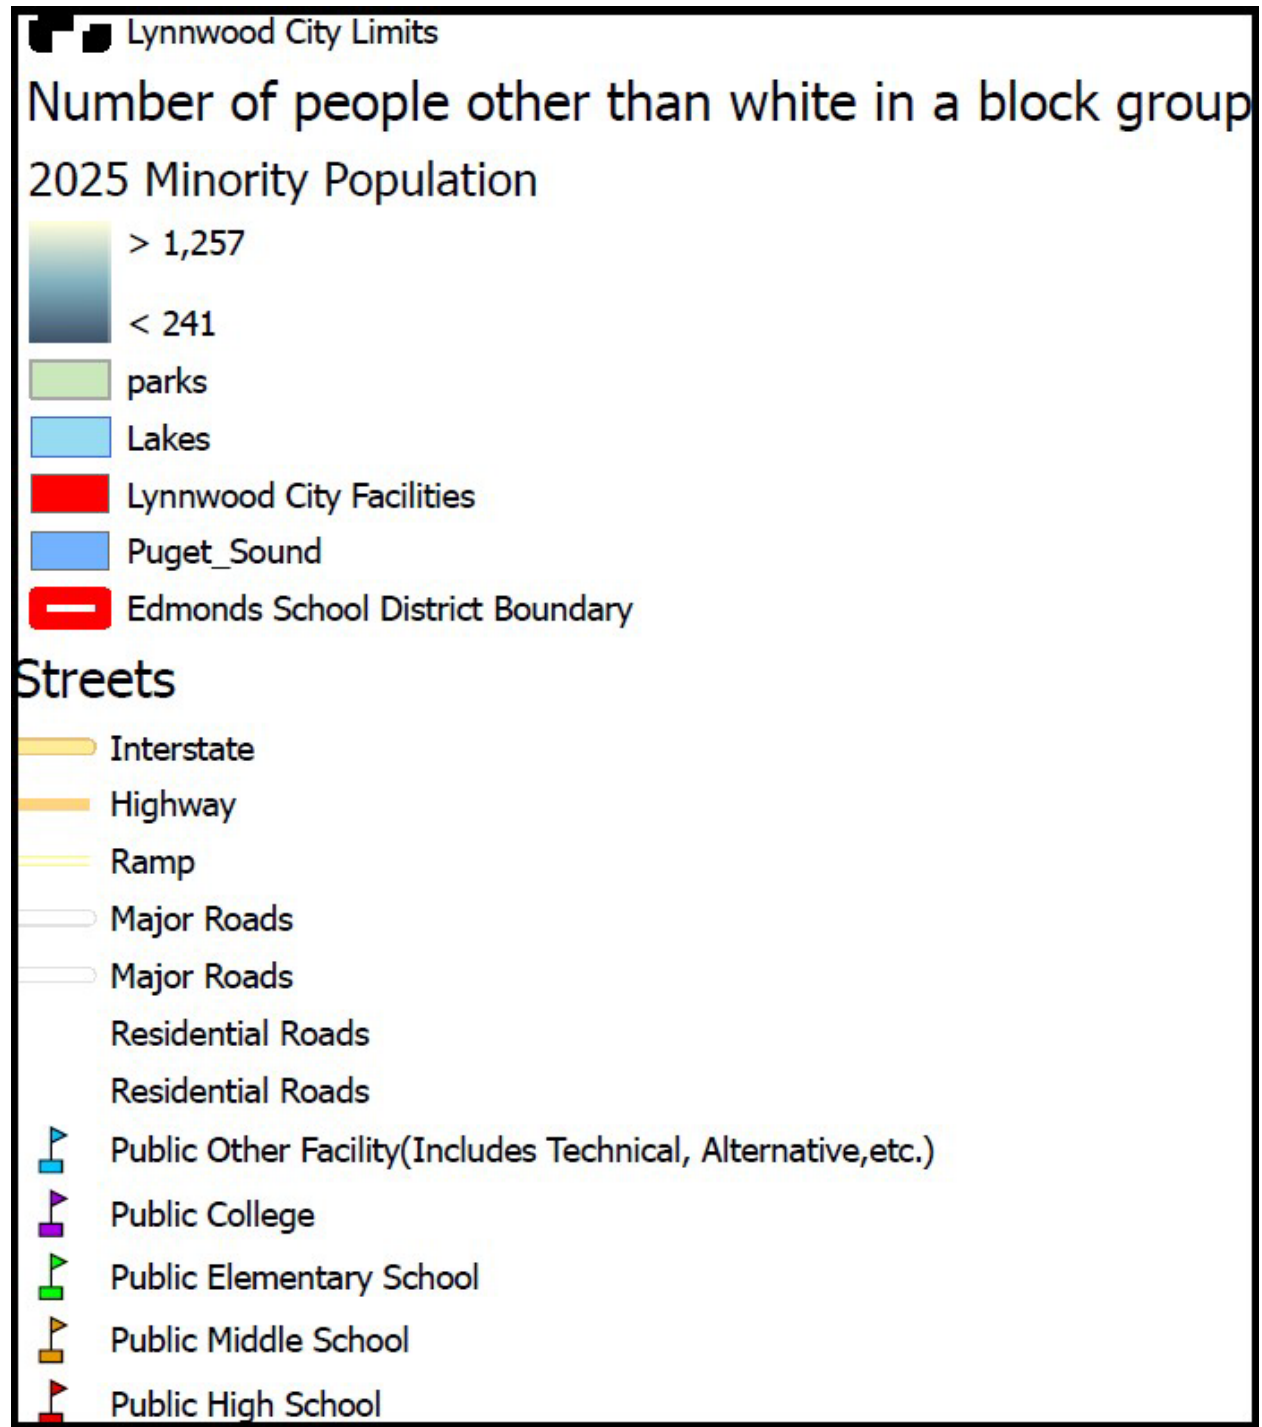 Lynnwood City Limits
Number of people other than white in a block group
2025 Minority Population
> 1,257
< 241
parks
Lakes
Lynnwood City Facilities
Puget_Sound
Edmonds School District Boundary
Streets
Interstate
Highway
Ramp
Major Roads
Major Roads
Residential Roads
Residential Roads
Public Other Facility(Includes Technical, Alternative,etc.)
Public College
Public Elementary School
Public Middle School
Public High School